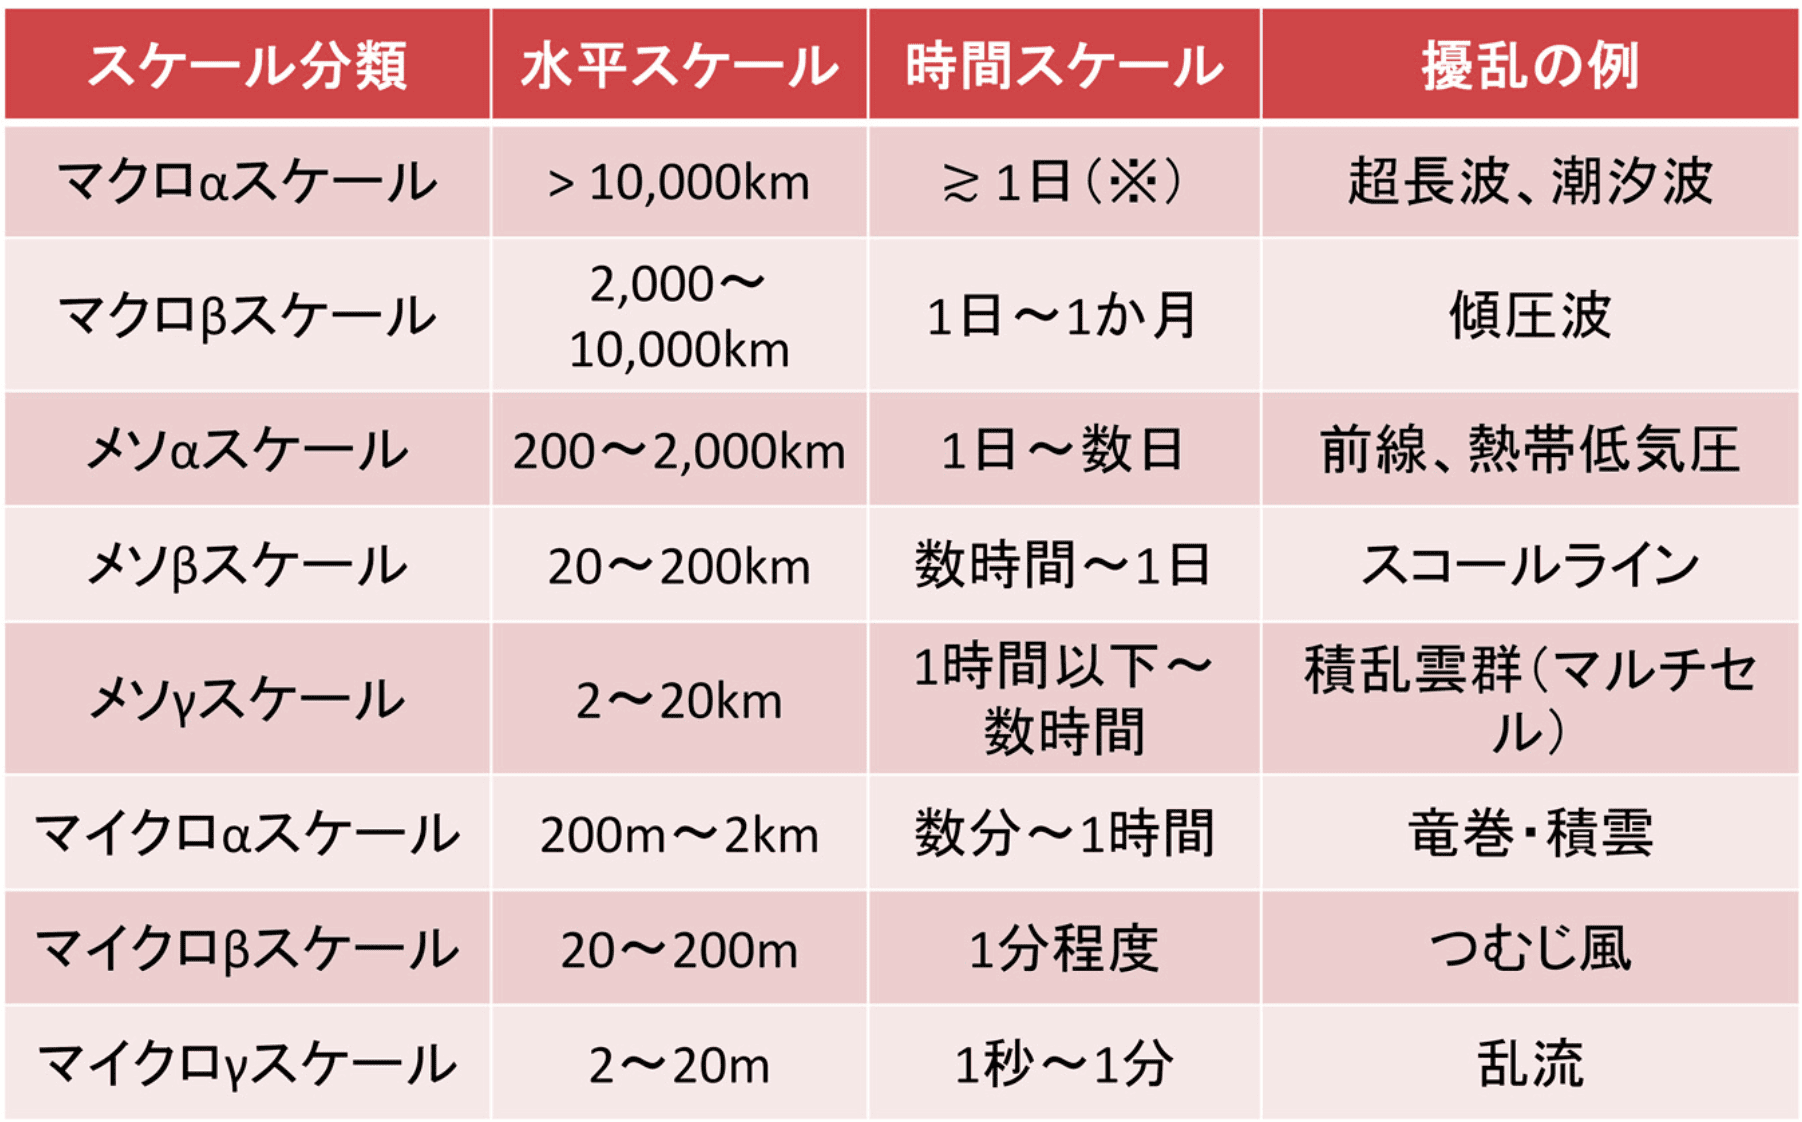 スケール分類 水平スケール 時間スケール 擾乱の例
マクロαスケール > 10,000km ≳ 1日（※） 超長波、潮汐波
マクロβスケール 2,000～
10,000km 1日～1か月 傾圧波
メソαスケール 200～2,000km 1日～数日 前線、熱帯低気圧
メソβスケール 20～200km 数時間～1日 スコールライン
メソγスケール 2～20km 1時間以下～
数時間 積乱雲群（マルチセ
ル）
マイクロαスケール 200m～2km 数分～1時間 竜巻・積雲
マイクロβスケール 20～200m 1分程度 つむじ風
マイクロγスケール 2～20m 1秒～1分 乱流